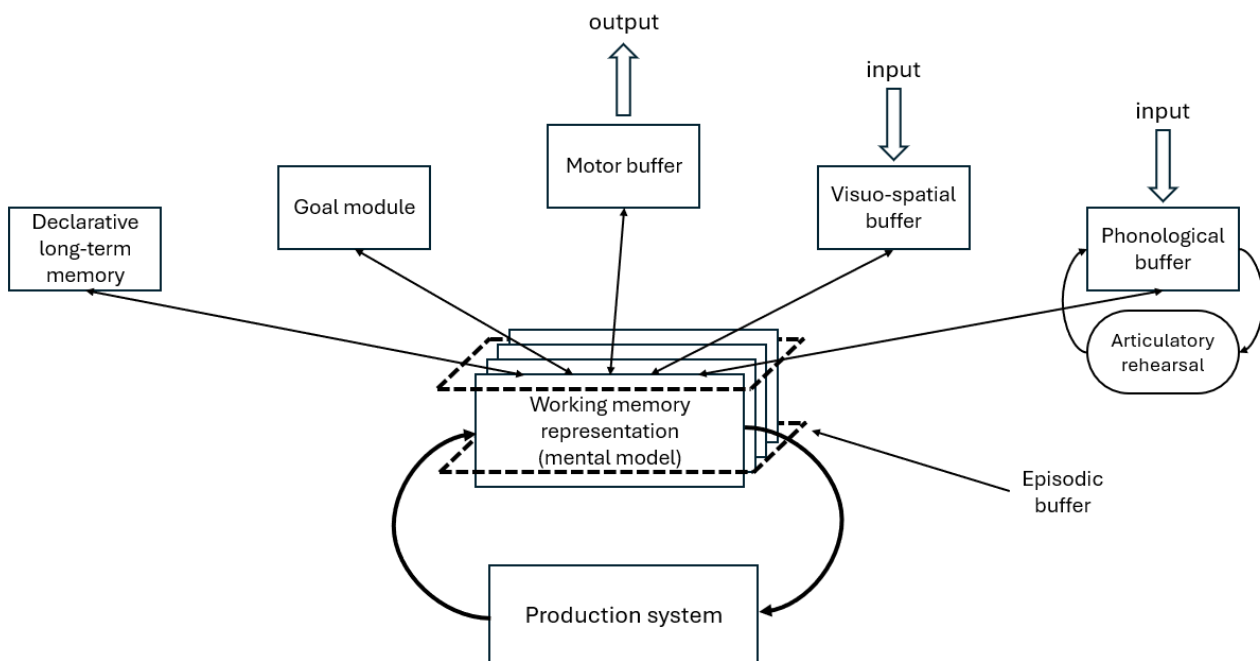 output
input
input
Motor buffer
Goal module
Visuo-spatial
buffer
Declarative
long-term
memory
Phonological
buffer
Articulatory
rehearsal
Working memory
representation
(mental model)
Episodic
buffer
Production system